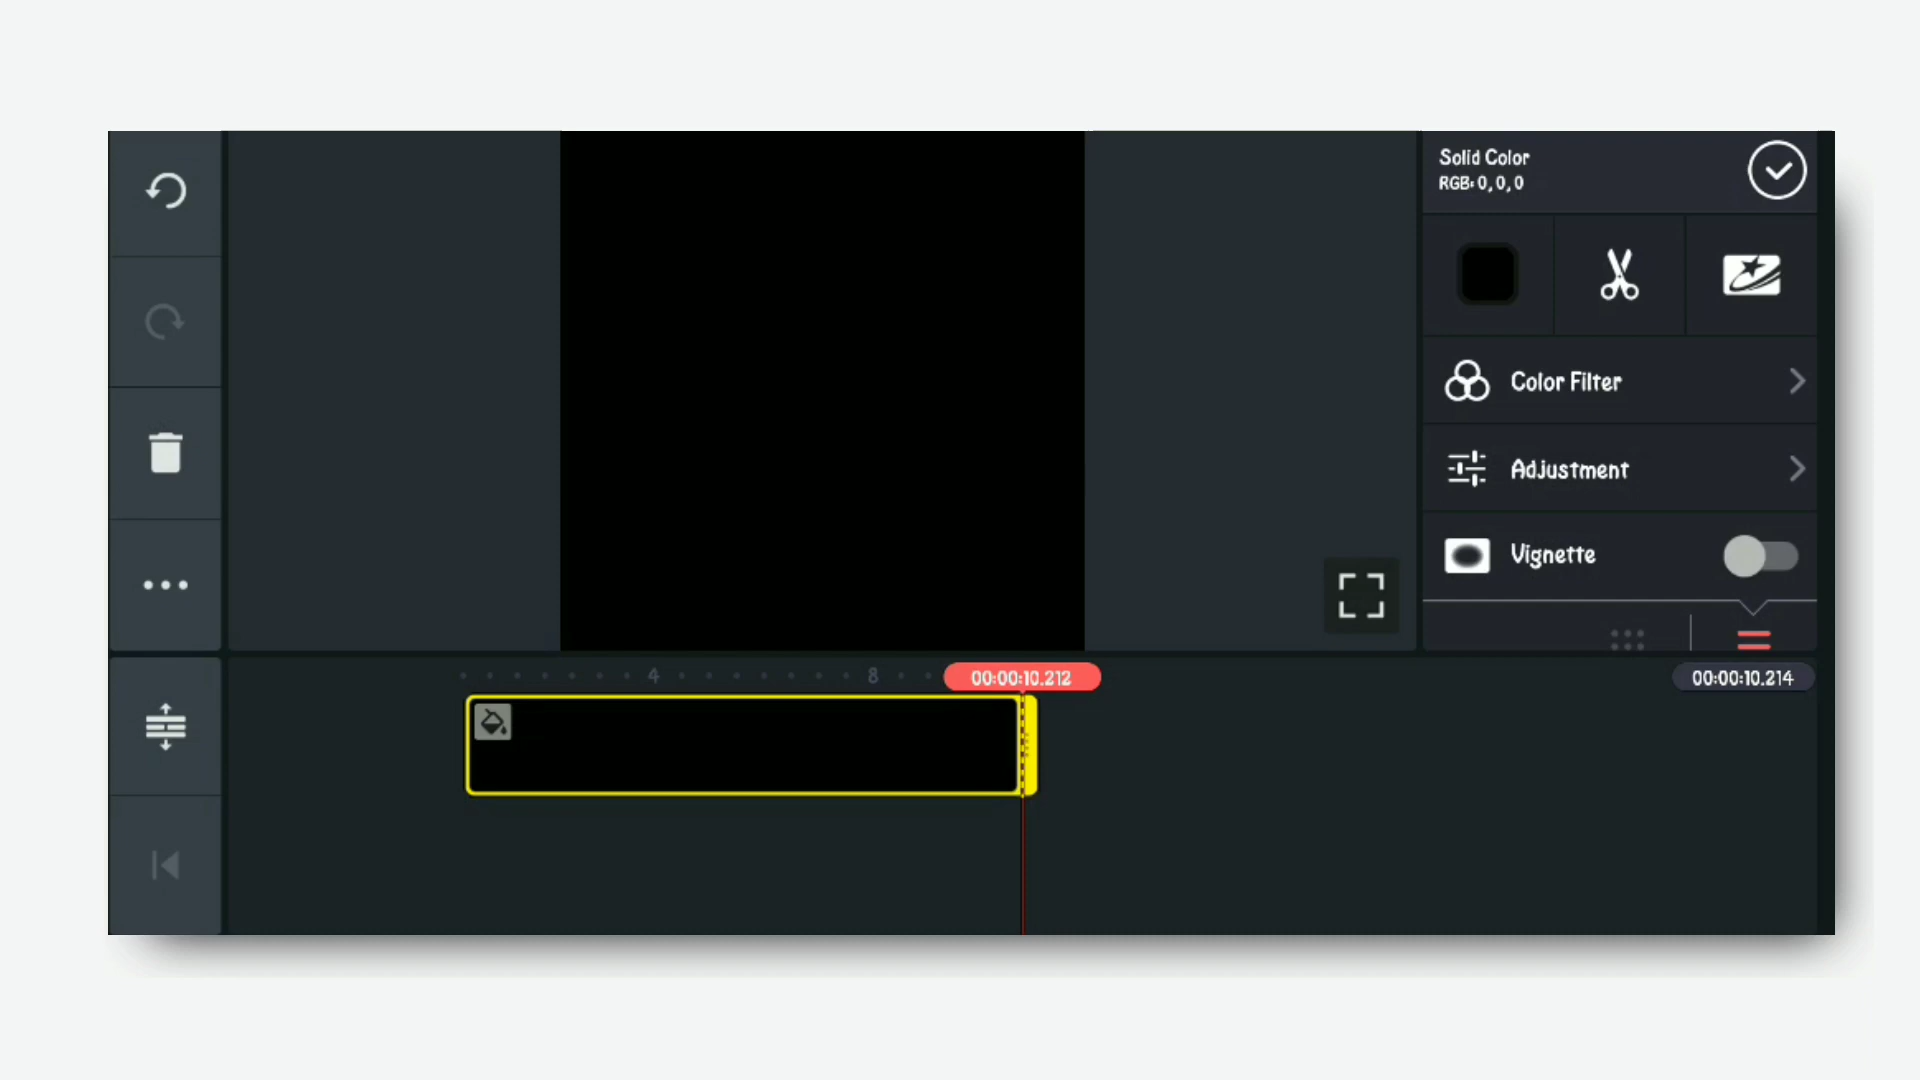 Solid Color
RGB: 0, 0, 0
Color Filter
Adjustment
Vignette
4
8
00:00:10.212
00:00:10.214